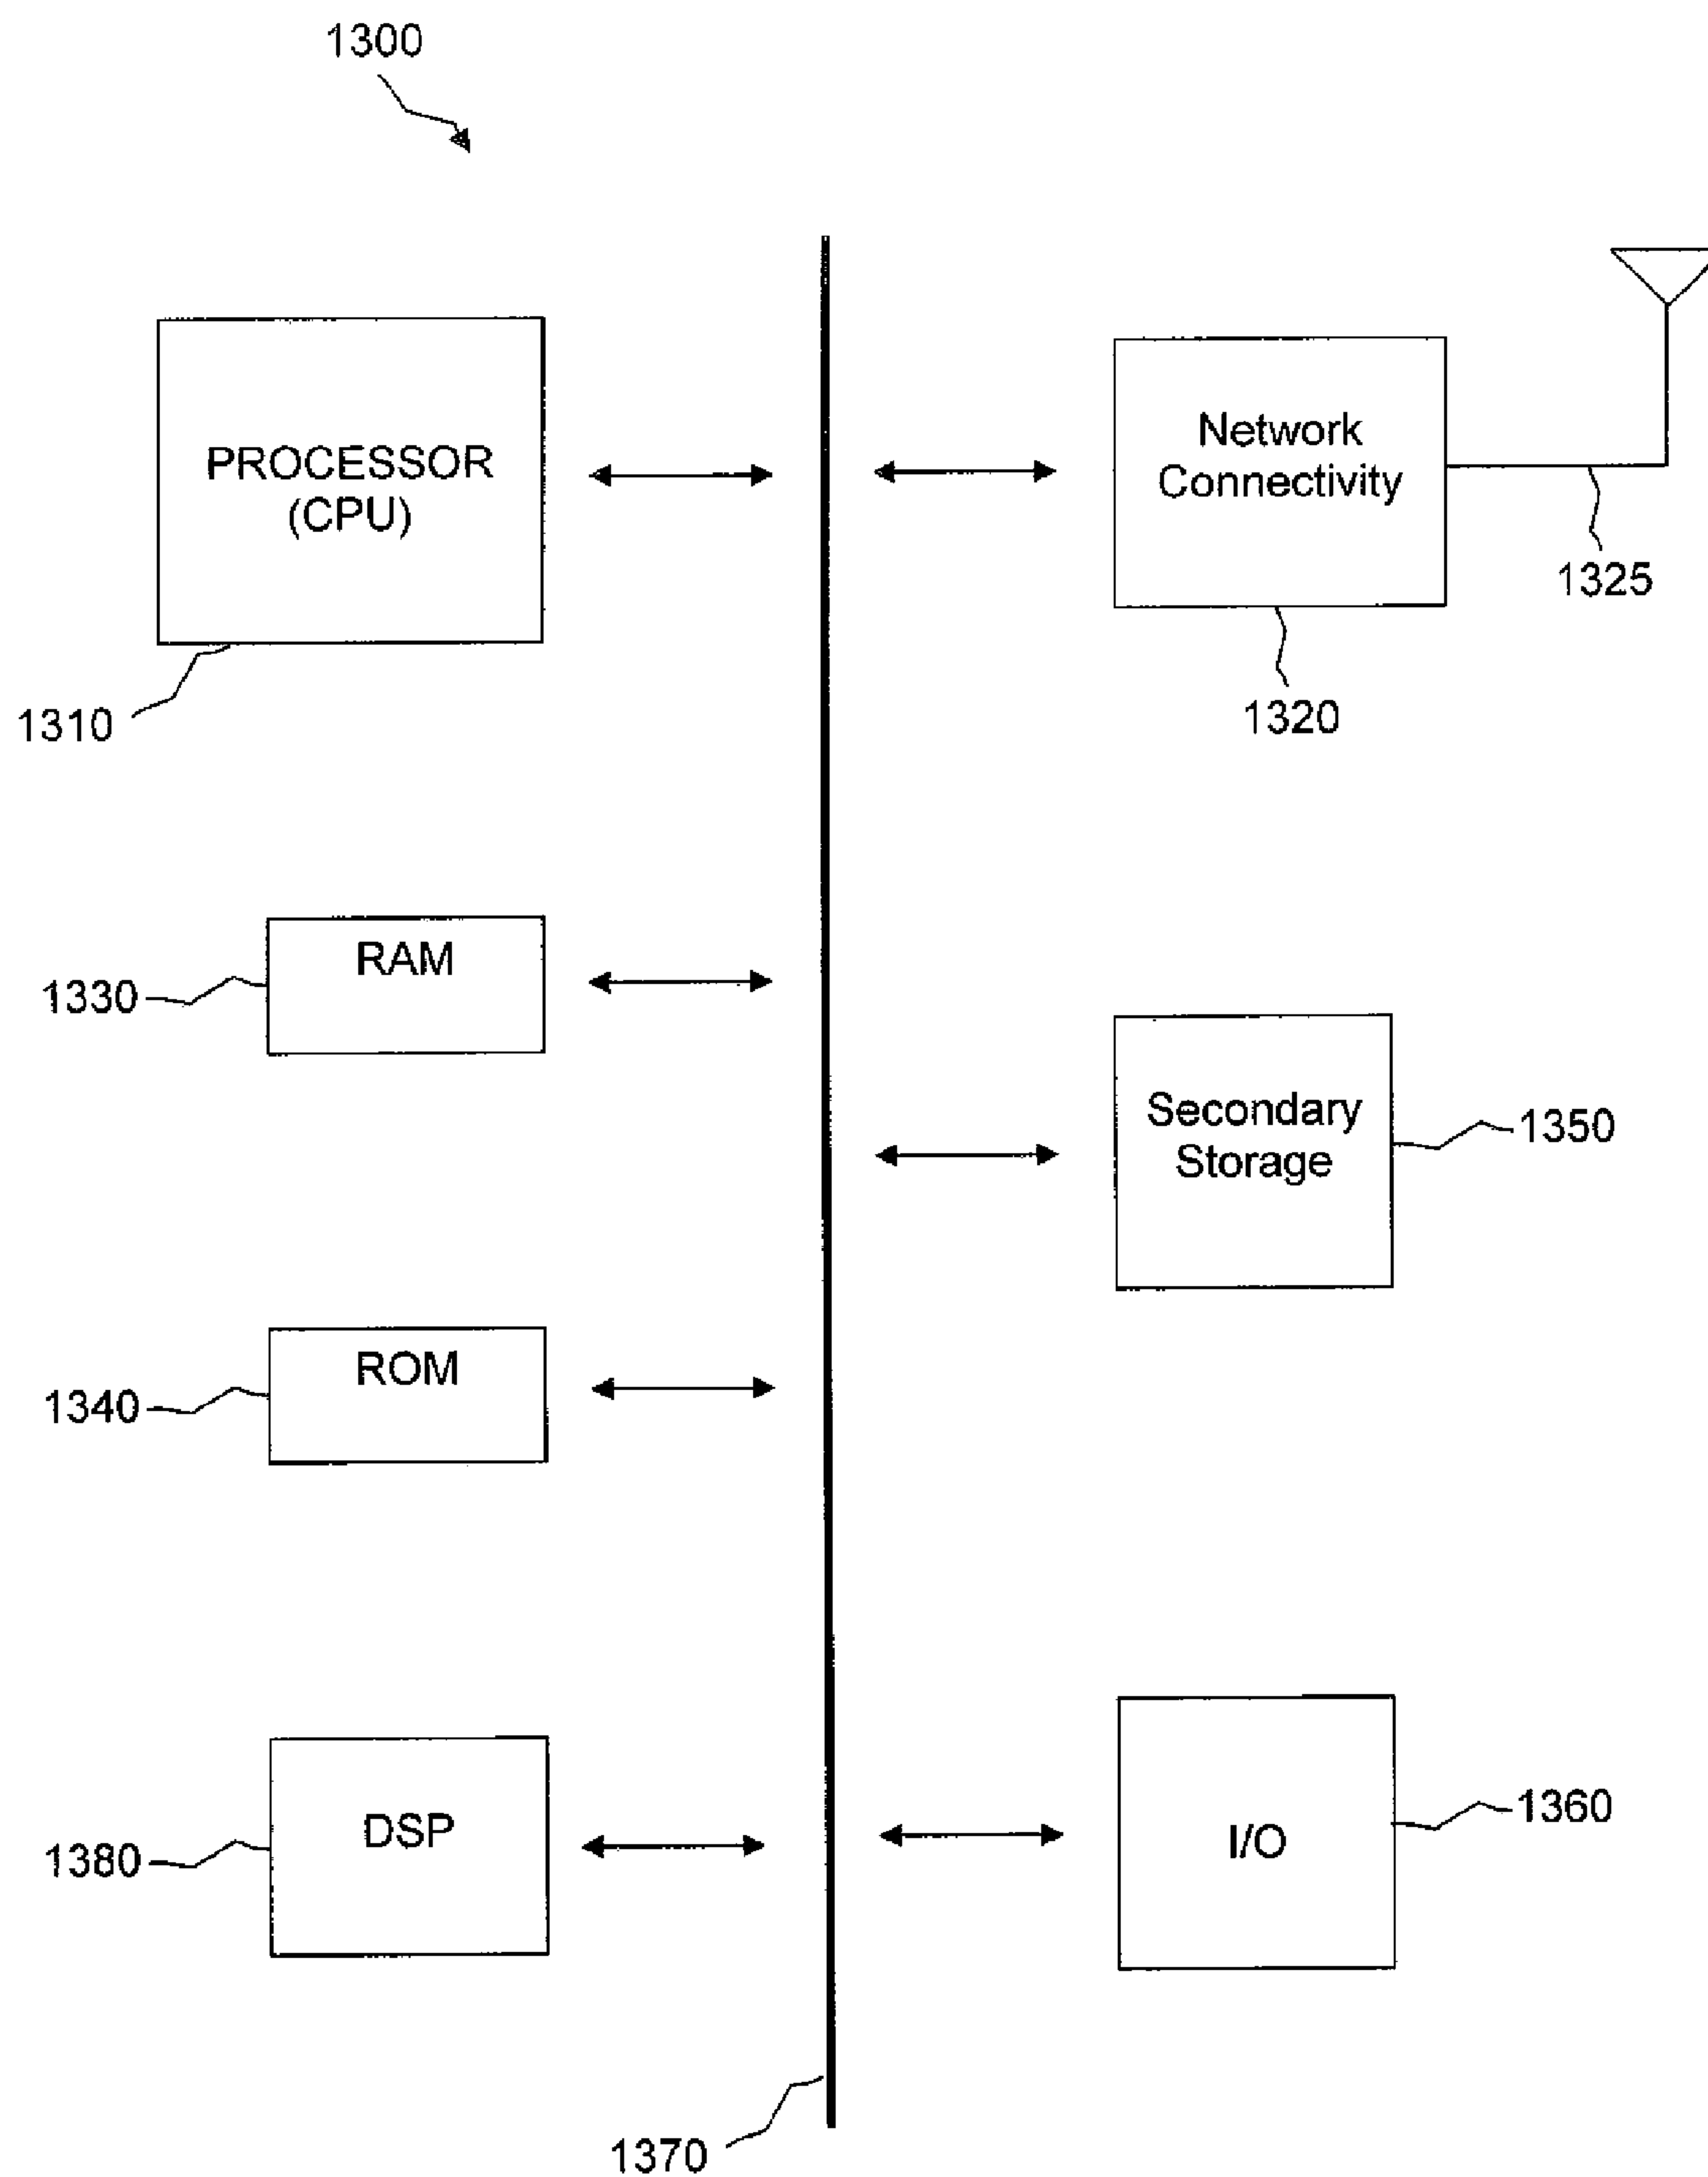 1300
PROCESSOR
(CPU)
1310
Network
Connectivity
1325
1320
RAM
1330
Secondary
Storage
1350
ROM
1340
DSP
1380
I/O
1360
1370